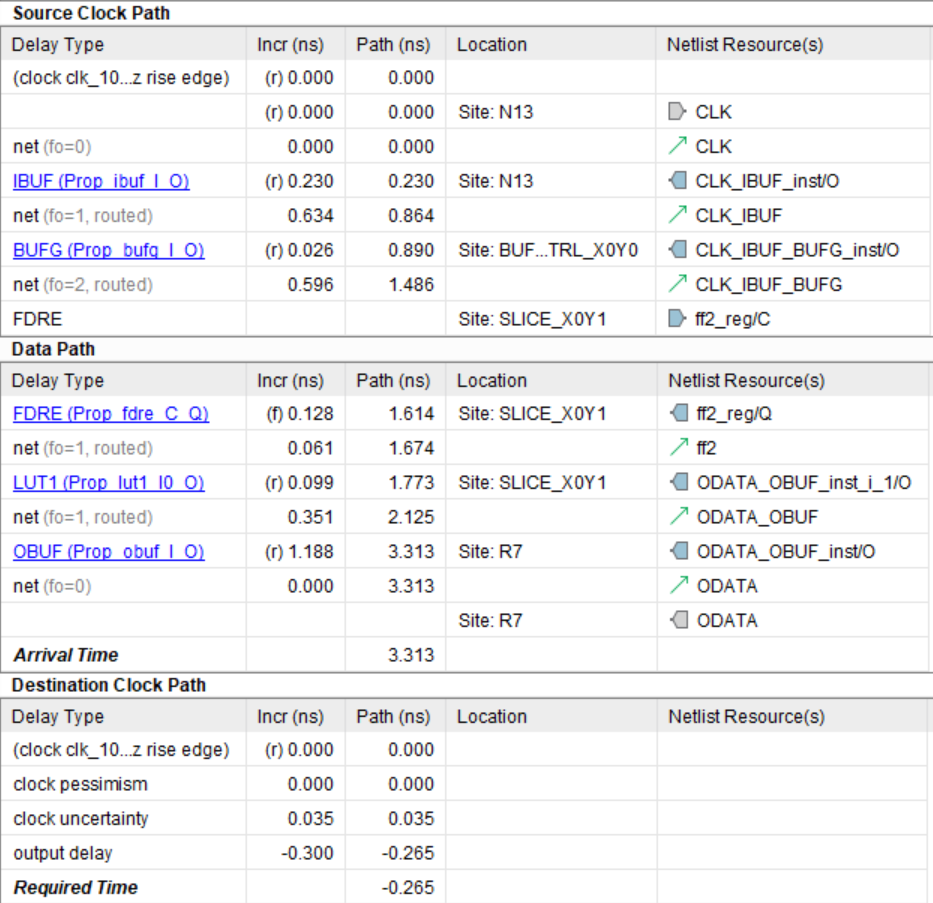 Source Clock Path
Delay Type Incr (ns) Path (ns) Location Netlist Resource(s)
(clock clk_10...z rise edge) (r) 0.000 0.000
(r) 0.000 0.000 Site: N13 CLK
net (fo=0) 0.000 0.000 CLK
IBUF (Prop_ibuf_I_O) (r) 0.230 0.230 Site: N13 CLK_IBUF_inst/O
net (fo=1, routed) 0.634 0.864 CLK_IBUF
BUFG (Prop_bufg_I_O) (r) 0.026 0.890 Site: BUF...TRL_X0Y0 CLK_IBUF_BUFG_inst/O
net (fo=2, routed) 0.596 1.486 CLK_IBUF_BUFG
FDRE Site: SLICE_X0Y1 ff2_reg/C
Data Path
Delay Type Incr (ns) Path (ns) Location Netlist Resource(s)
FDRE (Prop_fdre_C_Q) (f) 0.128 1.614 Site: SLICE_X0Y1 ff2_reg/Q
net (fo=1, routed) 0.061 1.674 ff2
LUT1 (Prop_lut1_I0_O) (r) 0.099 1.773 Site: SLICE_X0Y1 ODATA_OBUF_inst_i_1/O
net (fo=1, routed) 0.351 2.125 ODATA_OBUF
OBUF (Prop_obuf_I_O) (r) 1.188 3.313 Site: R7 ODATA_OBUF_inst/O
net (fo=0) 0.000 3.313 ODATA
Site: R7 ODATA
Arrival Time 3.313
Destination Clock Path
Delay Type Incr (ns) Path (ns) Location Netlist Resource(s)
(clock clk_10...z rise edge) (r) 0.000 0.000
clock pessimism 0.000 0.000
clock uncertainty 0.035 0.035
output delay -0.300 -0.265
Required Time -0.265